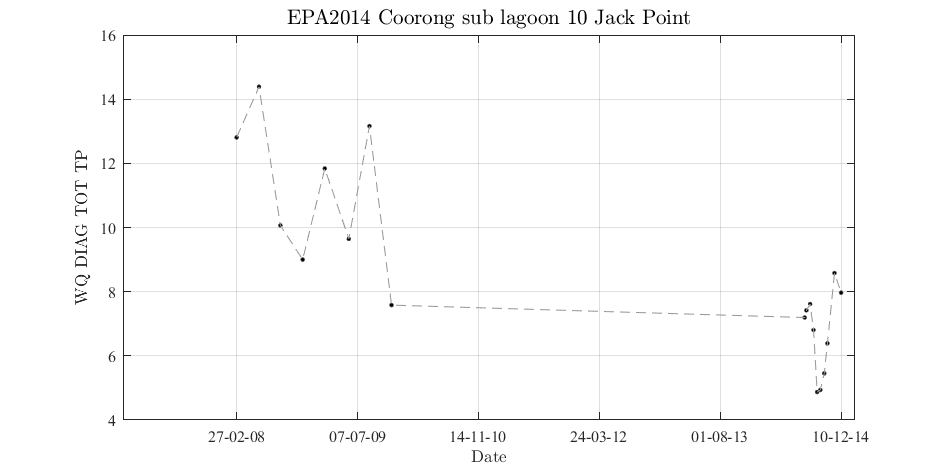 EPA2014 Coorong sub lagoon 10 Jack Point
16
14
12
10
8
6
4
WQ DIAG TOT TP
27-02-08 07-07-09 14-11-10 24-03-12 01-08-13 10-12-14
Date